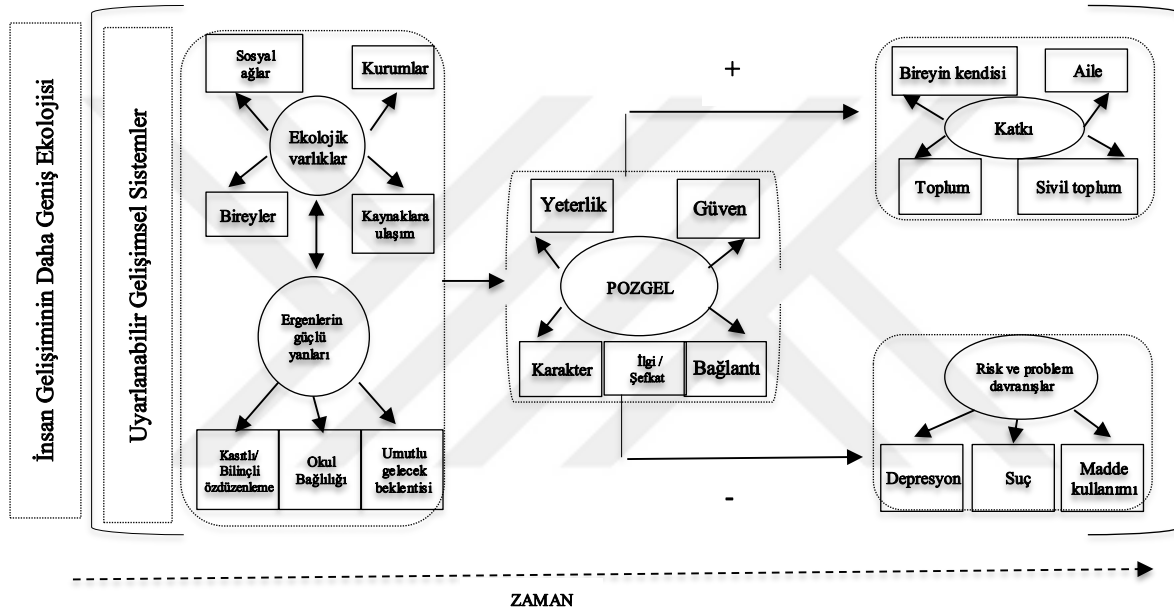 İnsan Gelişiminin Daha Geniş Ekolojisi
Uyarlanabilir Gelişimsel Sistemler
Sosyal
ağlar
Kurumlar
Ekolojik
varlıklar
Bireyler
Kaynaklara
ulaşım
Ergenlerin
güçlü
yanları
Kasıtlı/
Bilinçli
özdüzenleme
Okul
Bağlılığı
Umutlu
gelecek
beklentisi
Yeterlik
Güven
POZGEL
Karakter
İlgi /
Şefkat
Bağlantı
+
Bireyin kendisi
Aile
Katkı
Toplum
Sivil toplum
Risk ve problem
davranışlar
Depresyon
Suç
Madde
kullanımı
-
ZAMAN